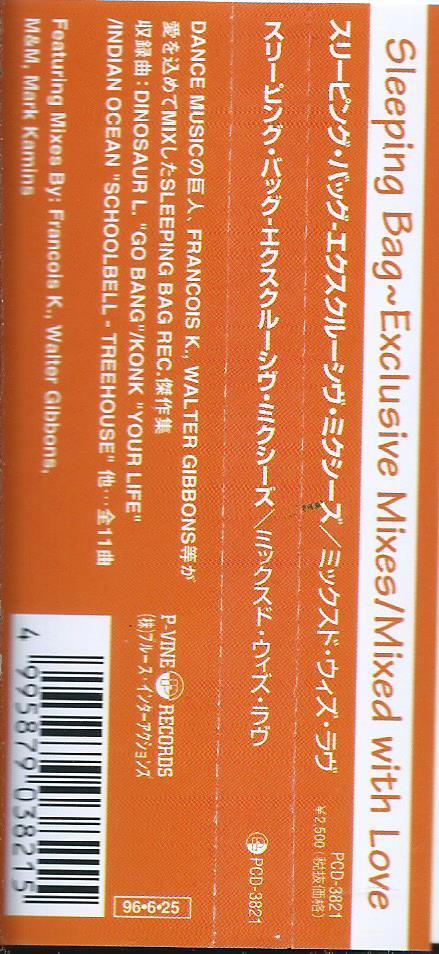 Sleeping Bag~Exclusive Mixes/Mixed with Love
スリーピング・バッグ-エクスクルーシヴ・ミクシーズ／ミックスド・ウィズ・ラヴ
PCD-3821
¥2,500(税抜価格)
スリーピング・バッグ-エクスクルーシヴ・ミクシーズ／ミックスド・ウィズ・ラヴ
PCD-3821
DANCE MUSICの巨人、FRANCOIS K., WALTER GIBBONS等が
愛を込めてMIXしたSLEEPING BAG REC.傑作集
収録曲：DINOSAUR L. "GO BANG"/KONK "YOUR LIFE"
/INDIAN OCEAN "SCHOOLBELL - TREEHOUSE" 他…全11曲
Featuring Mixes By: Francois K., Walter Gibbons,
M&M, Mark Kamins
P-VINE RECORDS
(株)ブルース・インターアクションズ
4 995879 038215
96•6•25